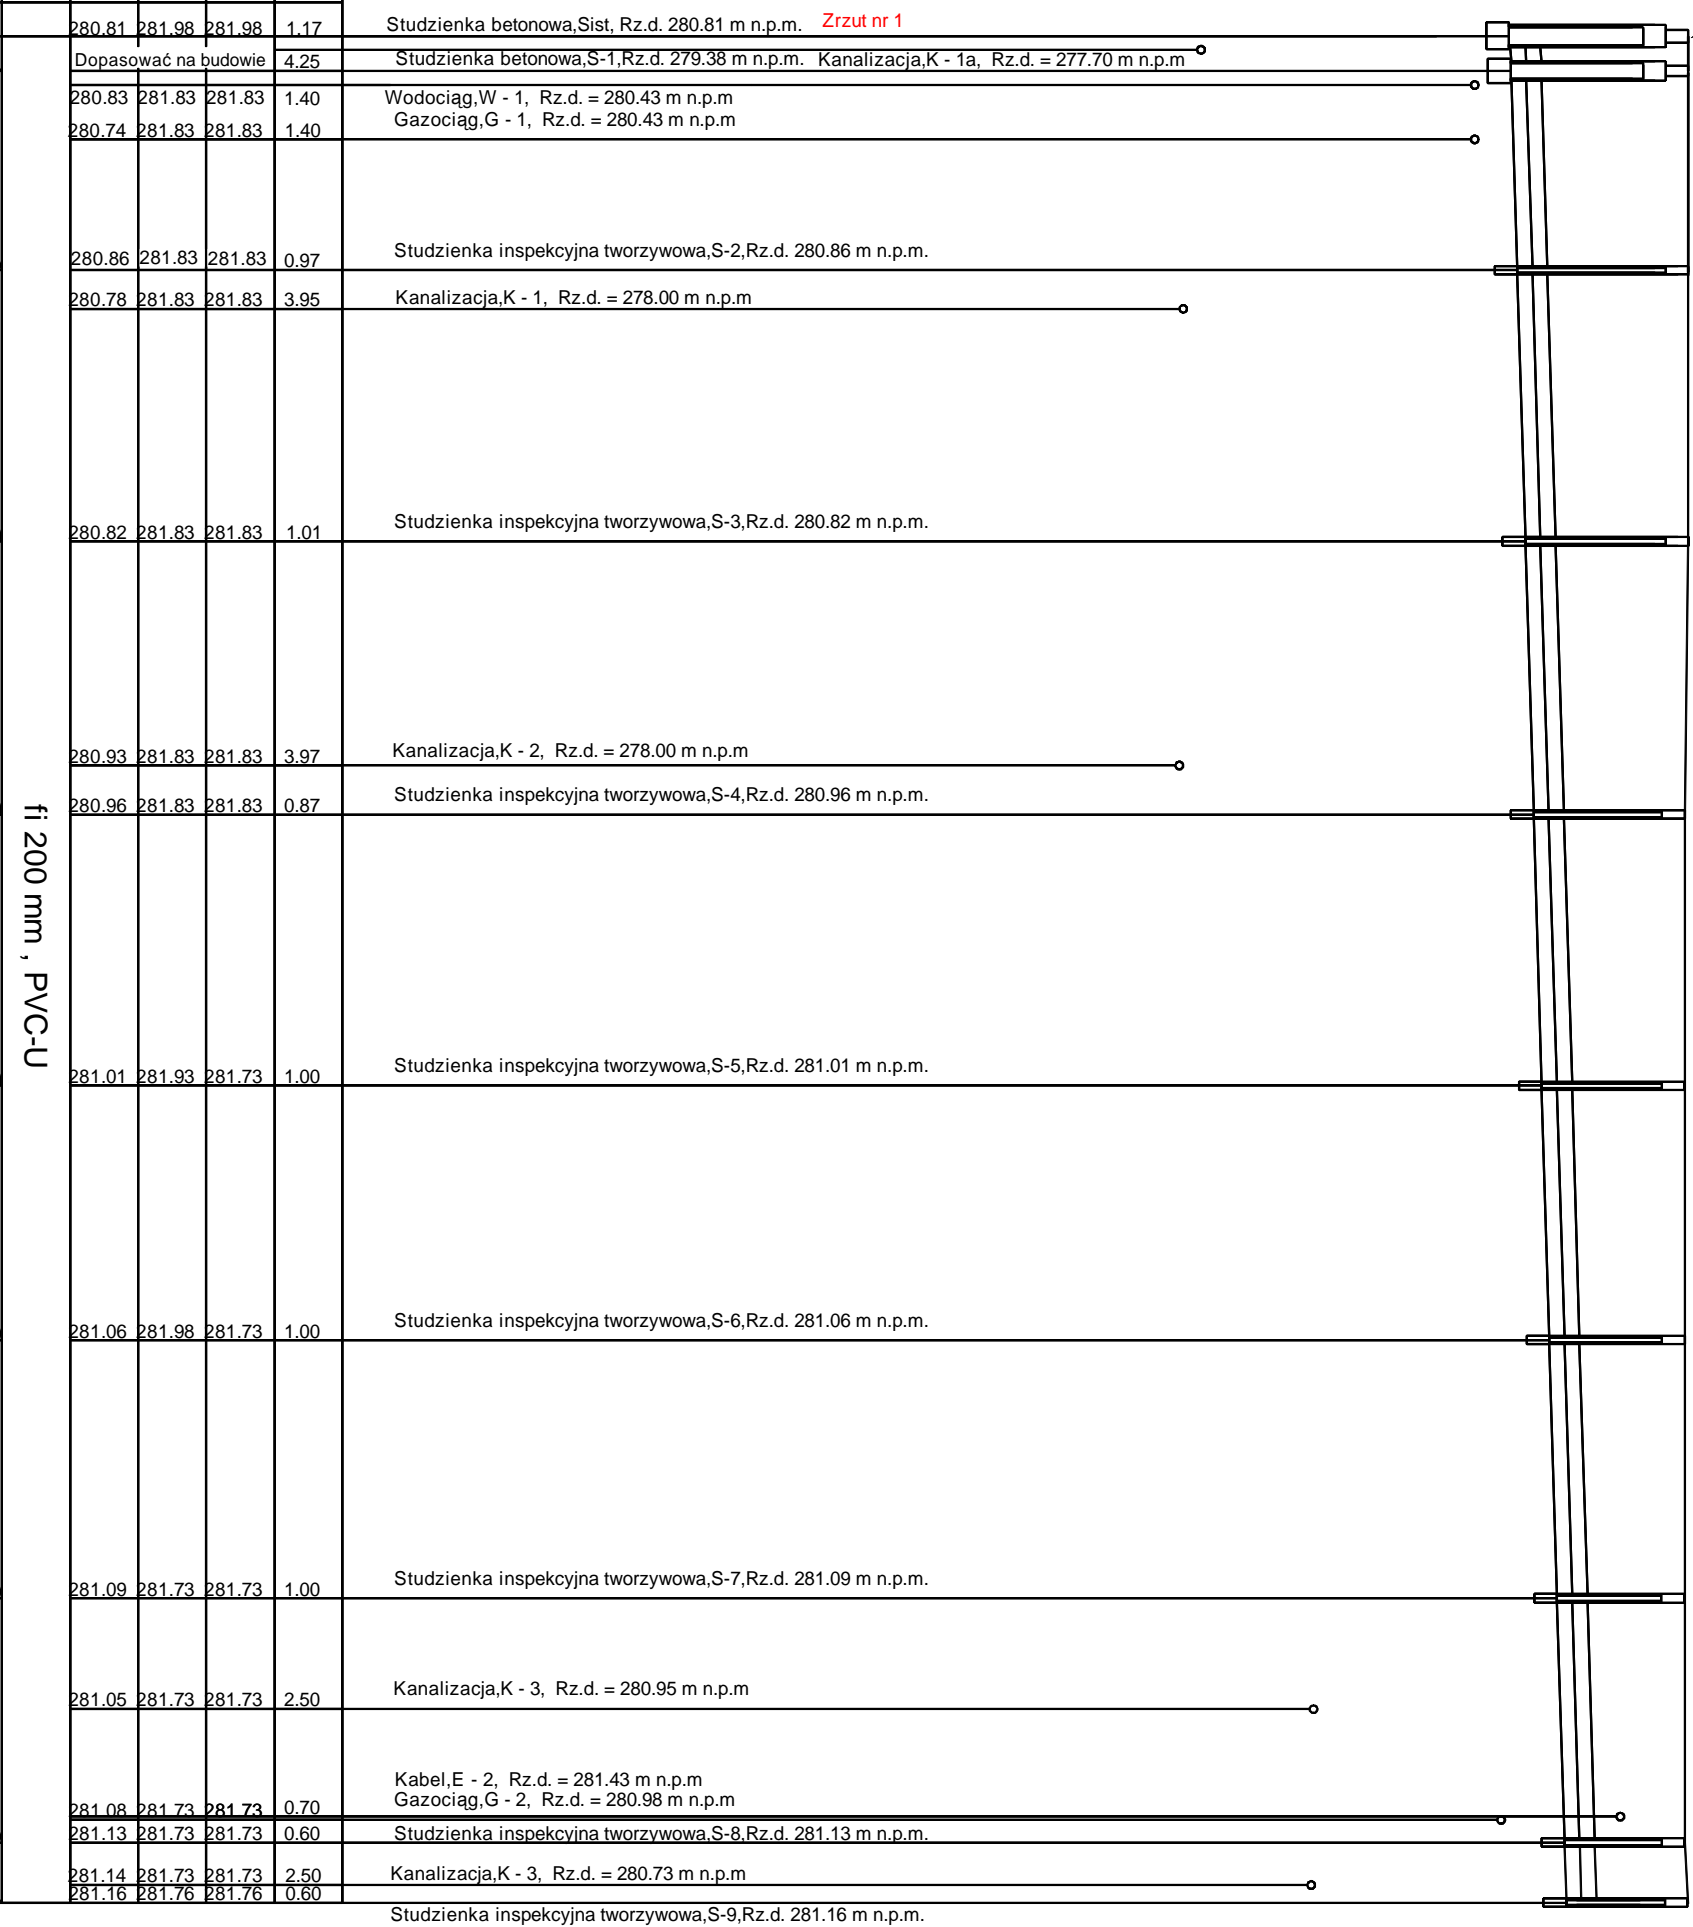 280.81 281.98 281.98 1.17 Studzienka betonowa,Sist, Rz.d. 280.81 m n.p.m. Zrzut nr 1
Dopasować na budowie 4.25 Studzienka betonowa,S-1,Rz.d. 279.38 m n.p.m. Kanalizacja,K - 1a, Rz.d. = 277.70 m n.p.m
280.83 281.83 281.83 1.40 Wodociąg,W - 1, Rz.d. = 280.43 m n.p.m
Gazociąg,G - 1, Rz.d. = 280.43 m n.p.m
280.74 281.83 281.83 1.40
280.86 281.83 281.83 0.97 Studzienka inspekcyjna tworzywowa,S-2,Rz.d. 280.86 m n.p.m.
280.78 281.83 281.83 3.95 Kanalizacja,K - 1, Rz.d. = 278.00 m n.p.m
280.82 281.83 281.83 1.01 Studzienka inspekcyjna tworzywowa,S-3,Rz.d. 280.82 m n.p.m.
280.93 281.83 281.83 3.97 Kanalizacja,K - 2, Rz.d. = 278.00 m n.p.m
280.96 281.83 281.83 0.87 Studzienka inspekcyjna tworzywowa,S-4,Rz.d. 280.96 m n.p.m.
fi 200 mm , PVC-U
281.01 281.93 281.73 1.00 Studzienka inspekcyjna tworzywowa,S-5,Rz.d. 281.01 m n.p.m.
281.06 281.98 281.73 1.00 Studzienka inspekcyjna tworzywowa,S-6,Rz.d. 281.06 m n.p.m.
281.09 281.73 281.73 1.00 Studzienka inspekcyjna tworzywowa,S-7,Rz.d. 281.09 m n.p.m.
281.05 281.73 281.73 2.50 Kanalizacja,K - 3, Rz.d. = 280.95 m n.p.m
Kabel,E - 2, Rz.d. = 281.43 m n.p.m
281.08 281.73 281.73 0.70 Gazociąg,G - 2, Rz.d. = 280.98 m n.p.m
281.13 281.73 281.73 0.60 Studzienka inspekcyjna tworzywowa,S-8,Rz.d. 281.13 m n.p.m.
281.14 281.73 281.73 2.50 Kanalizacja,K - 3, Rz.d. = 280.73 m n.p.m
281.16 281.76 281.76 0.60
Studzienka inspekcyjna tworzywowa,S-9,Rz.d. 281.16 m n.p.m.